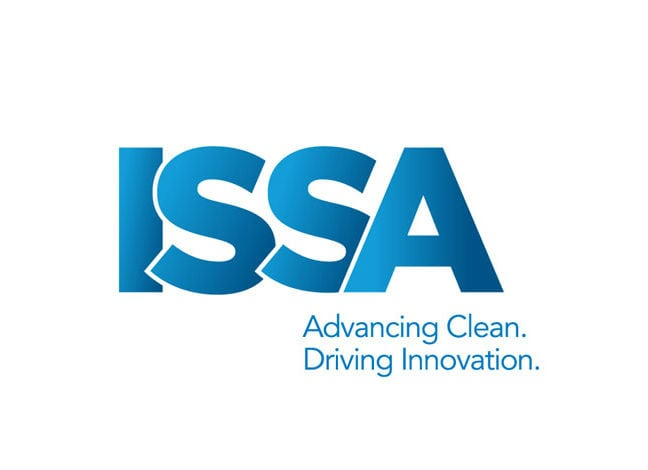 ISSA
Advancing Clean.
Driving Innovation.